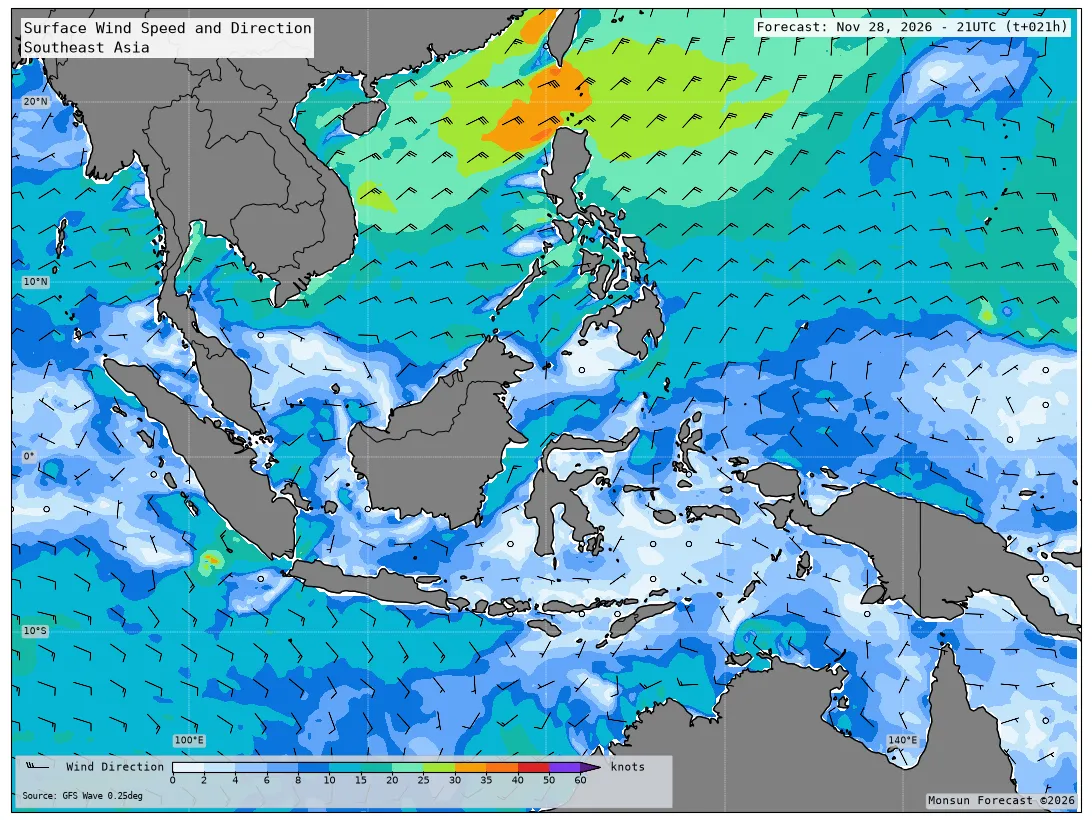 Surface Wind Speed and Direction
Southeast Asia
Forecast: Nov 28, 2026 - 21UTC (t+021h)
20°N
10°N
0°
10°S
100°E
140°E
Wind Direction
0 2 4 6 8 10 15 20 25 30 35 40 50 60
knots
Source: GFS Wave 0.25deg
Monsun Forecast ©2026